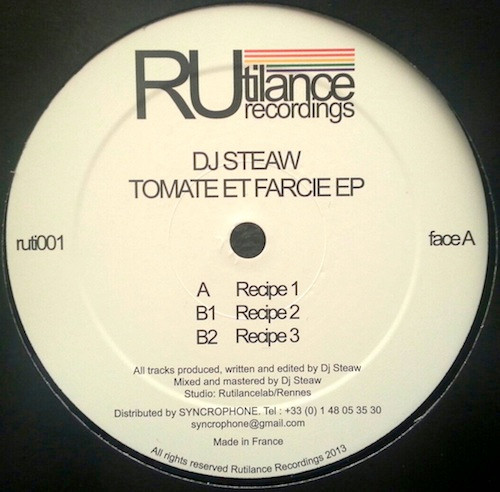 RUtilance
recordings
DJ STEAW
TOMATE ET FARCIE EP
ruti001
face A
A Recipe 1
B1 Recipe 2
B2 Recipe 3
All tracks produced, written and edited by Dj Steaw
Mixed and mastered by Dj Steaw
Studio: Rutilancelab/Rennes
Distributed by SYNCROPHONE. Tel : +33 (0) 1 48 05 35 30
syncrophone@gmail.com
Made in France
All rights reserved Rutilance Recordings 2013